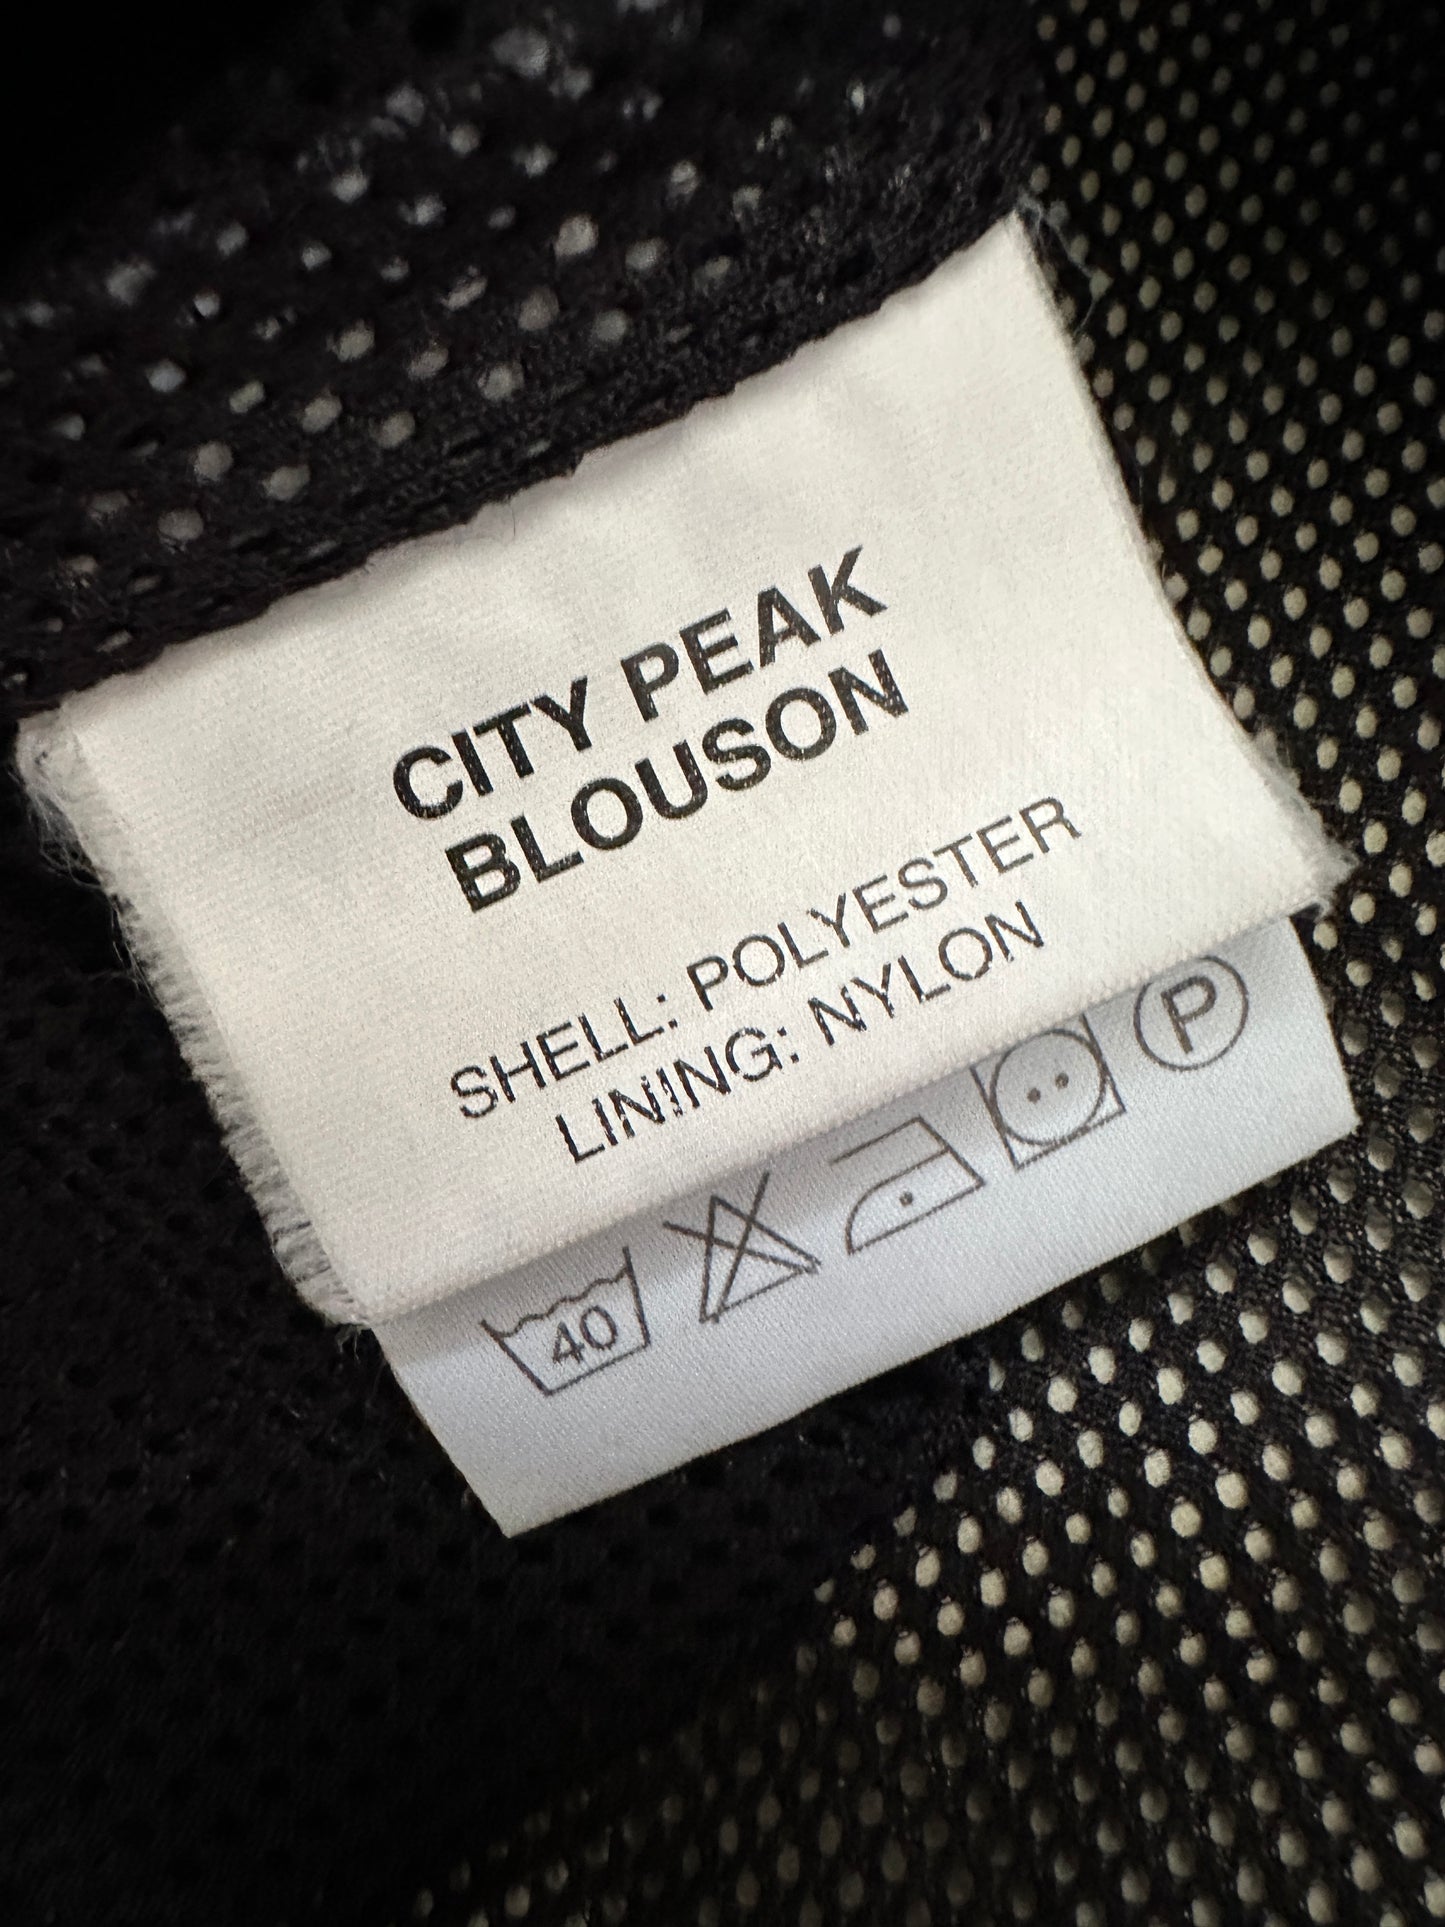 CITY PEAK
BLOUSON
SHELL: POLYESTER
LINING: NYLON
40
P